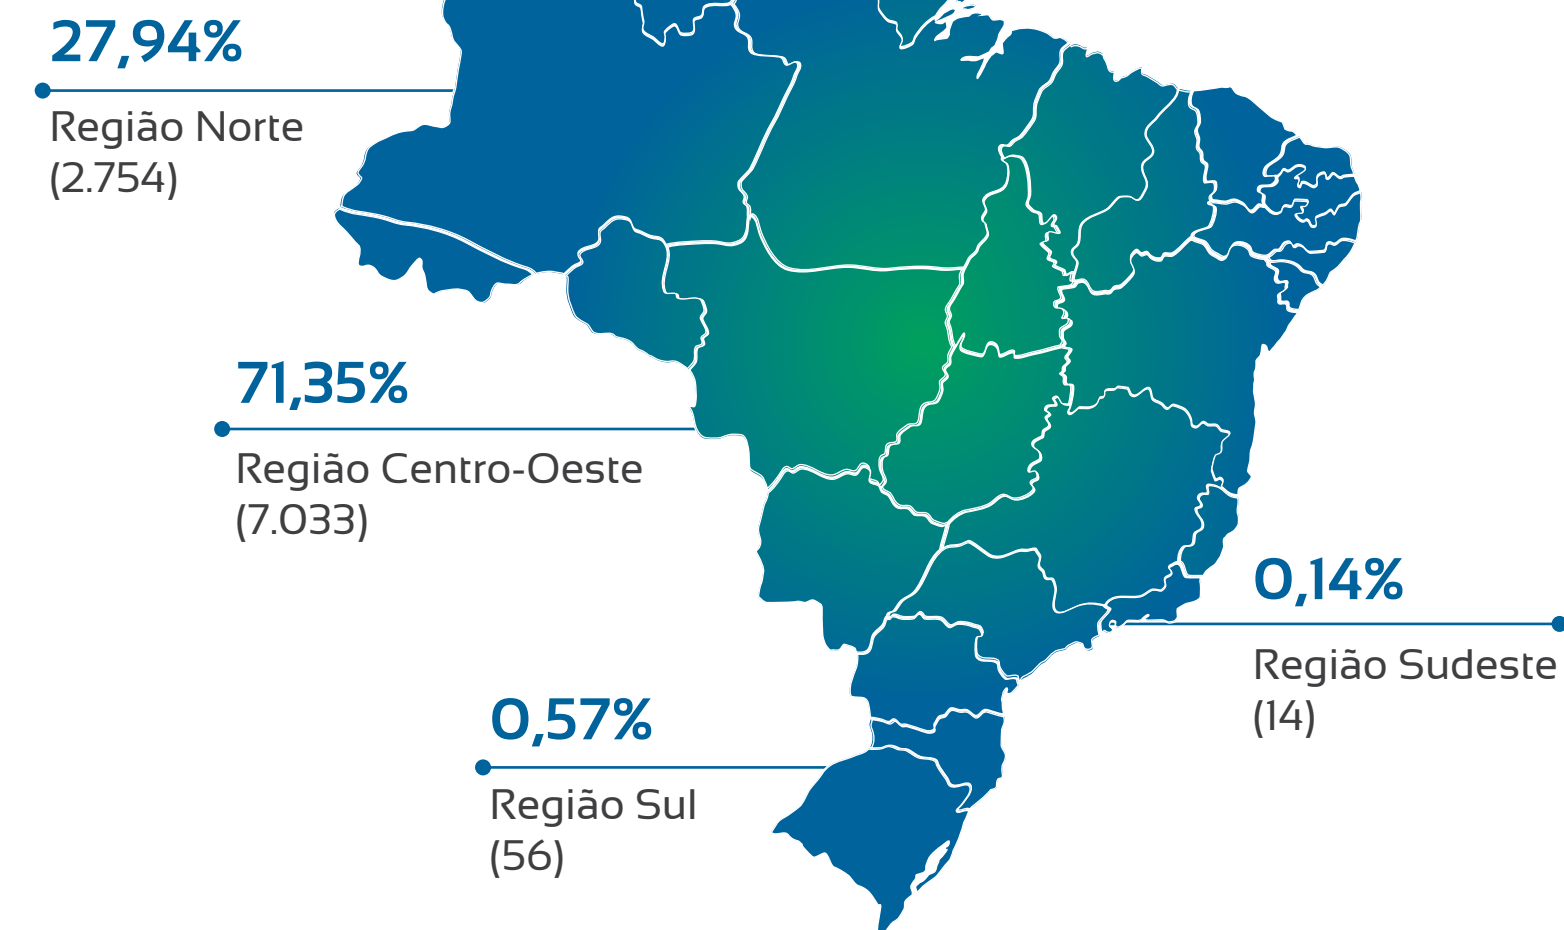 27,94%
Região Norte
(2.754)
71,35%
Região Centro-Oeste
(7.033)
0,14%
Região Sudeste
(14)
0,57%
Região Sul
(56)